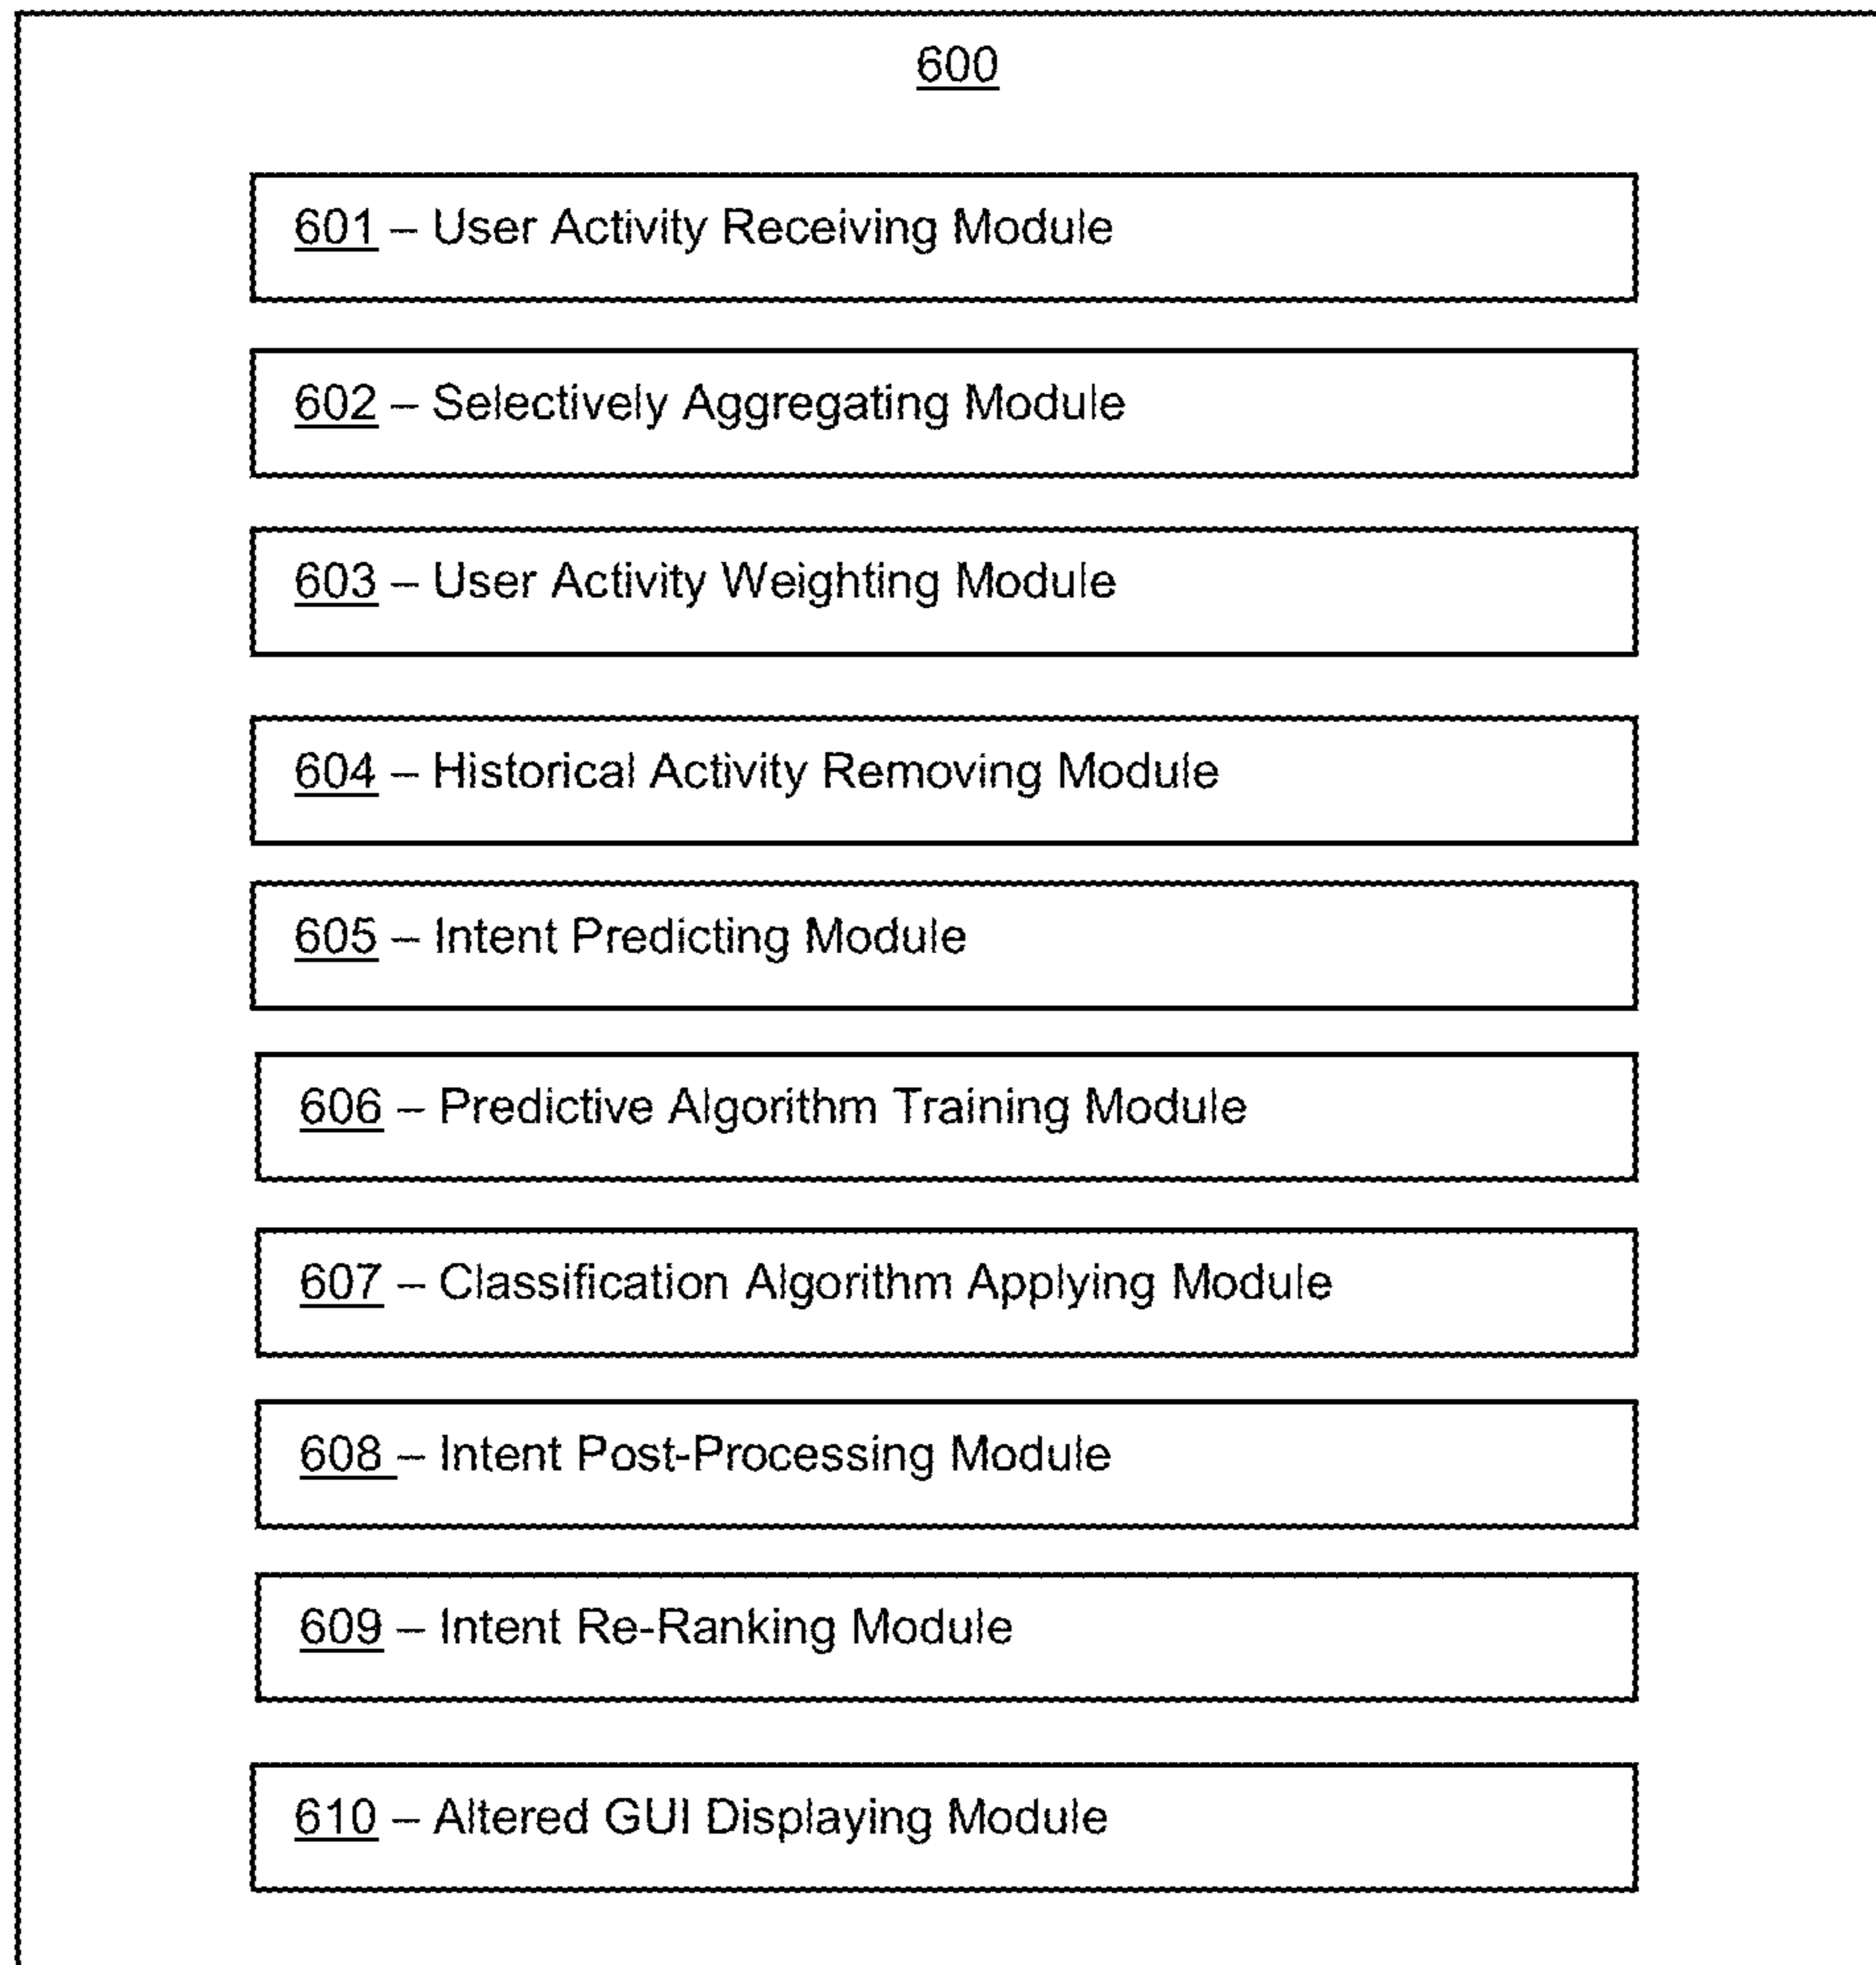 600
601 – User Activity Receiving Module
602 – Selectively Aggregating Module
603 – User Activity Weighting Module
604 – Historical Activity Removing Module
605 – Intent Predicting Module
606 – Predictive Algorithm Training Module
607 – Classification Algorithm Applying Module
608 – Intent Post-Processing Module
609 – Intent Re-Ranking Module
610 – Altered GUI Displaying Module